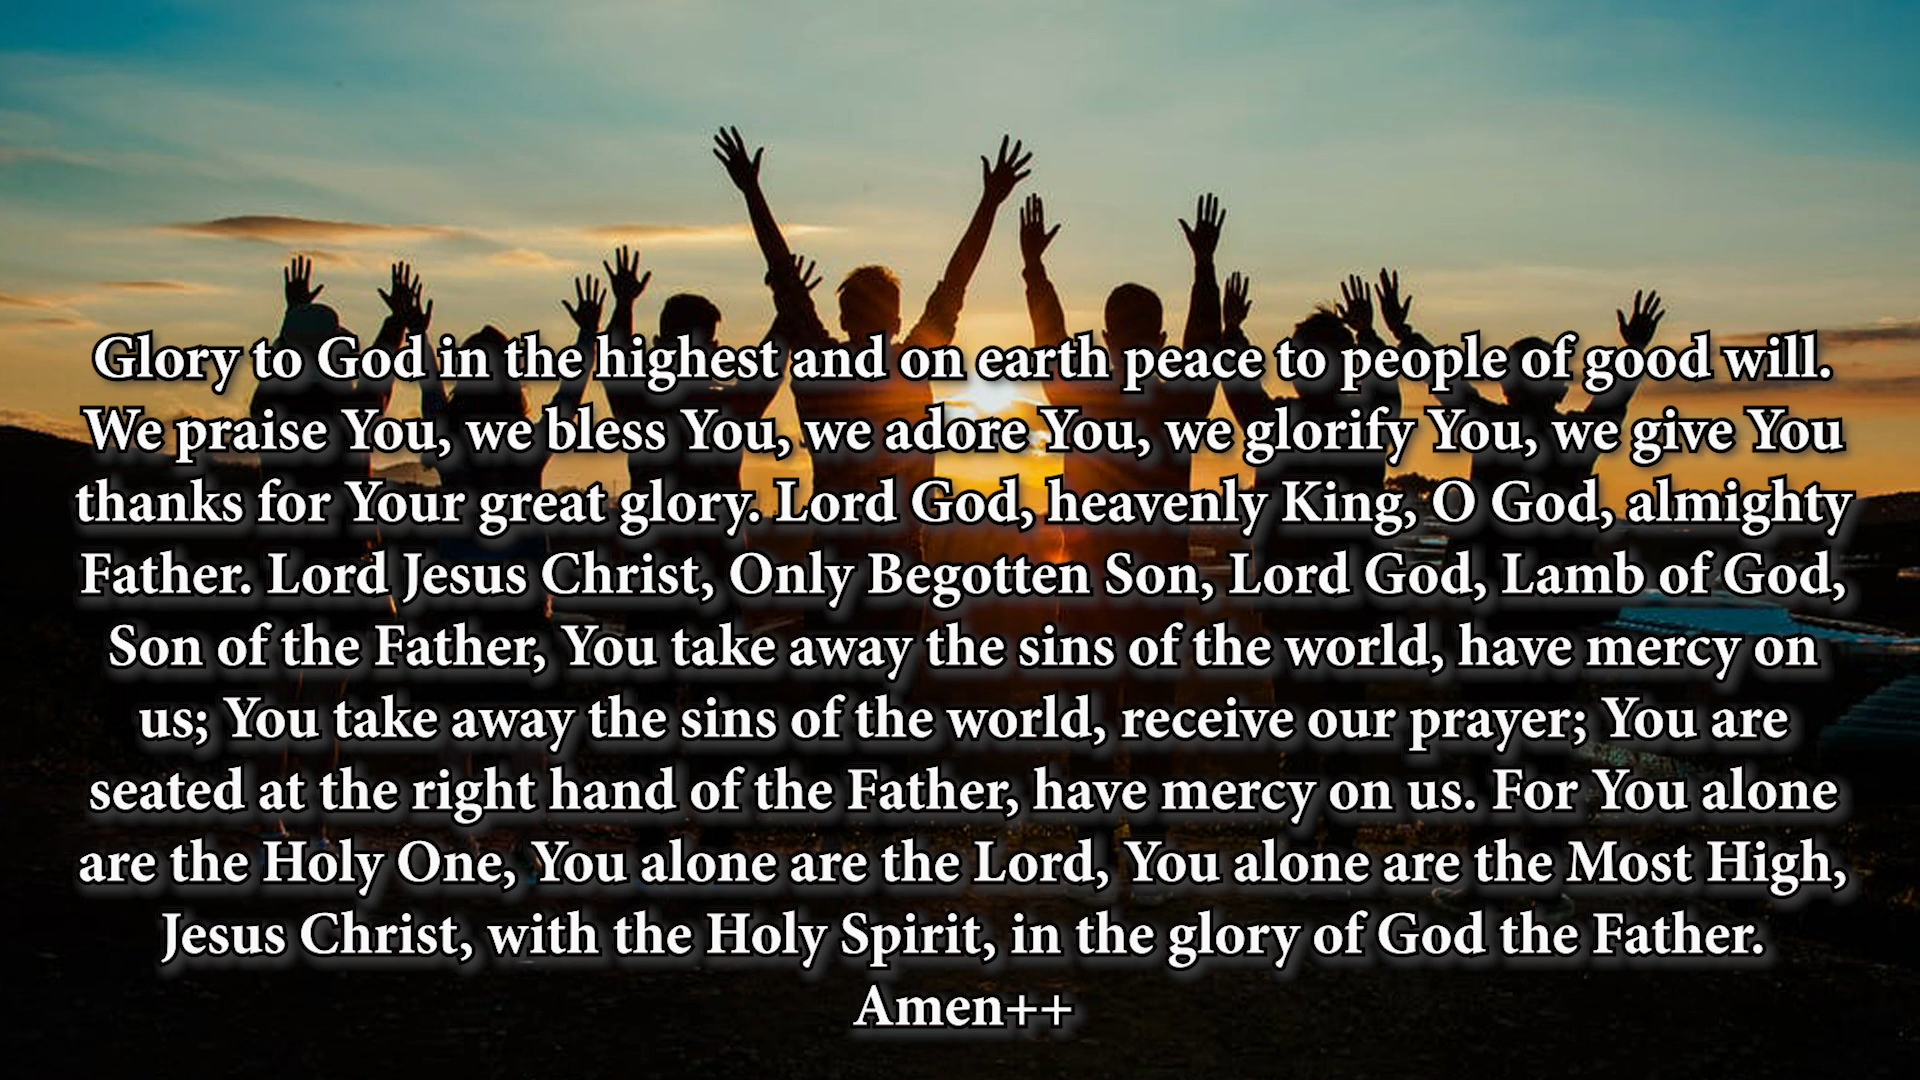 Glory to God in the highest and on earth peace to people of good will.
We praise You, we bless You, we adore You, we glorify You, we give You
thanks for Your great glory. Lord God, heavenly King, O God, almighty
Father. Lord Jesus Christ, Only Begotten Son, Lord God, Lamb of God,
Son of the Father, You take away the sins of the world, have mercy on
us; You take away the sins of the world, receive our prayer; You are
seated at the right hand of the Father, have mercy on us. For You alone
are the Holy One, You alone are the Lord, You alone are the Most High,
Jesus Christ, with the Holy Spirit, in the glory of God the Father.
Amen++